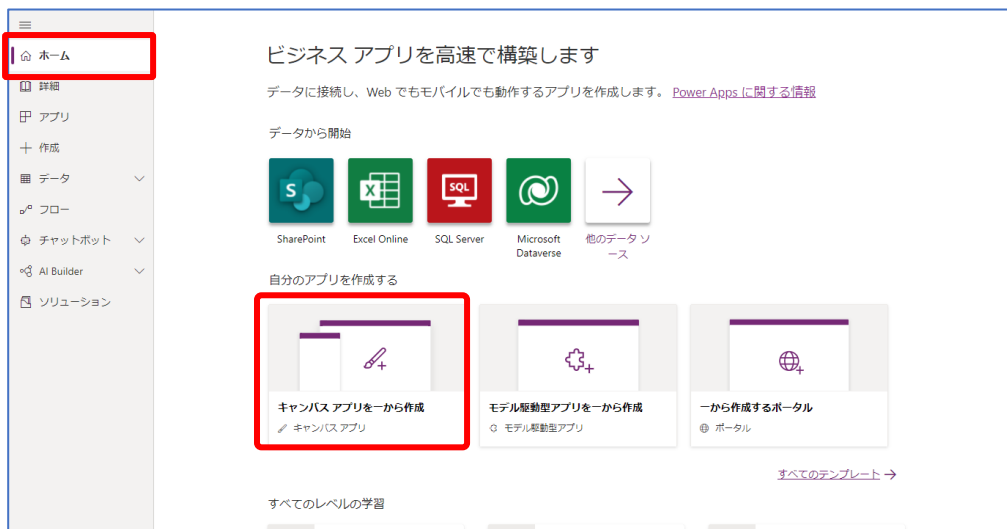 ホーム
詳細
アプリ
作成
データ
フロー
チャットボット
AI Builder
ソリューション
ビジネス アプリを高速で構築します
データに接続し、Web でもモバイルでも動作するアプリを作成します。 Power Apps に関する情報
データから開始
S
X
SQL
SharePoint
Excel Online
SQL Server
Microsoft
Dataverse
他のデータ ソ
ース
自分のアプリを作成する
キャンバス アプリを一から作成
キャンバス アプリ
モデル駆動型アプリを一から作成
モデル駆動型アプリ
一から作成するポータル
ポータル
すべてのテンプレート
すべてのレベルの学習